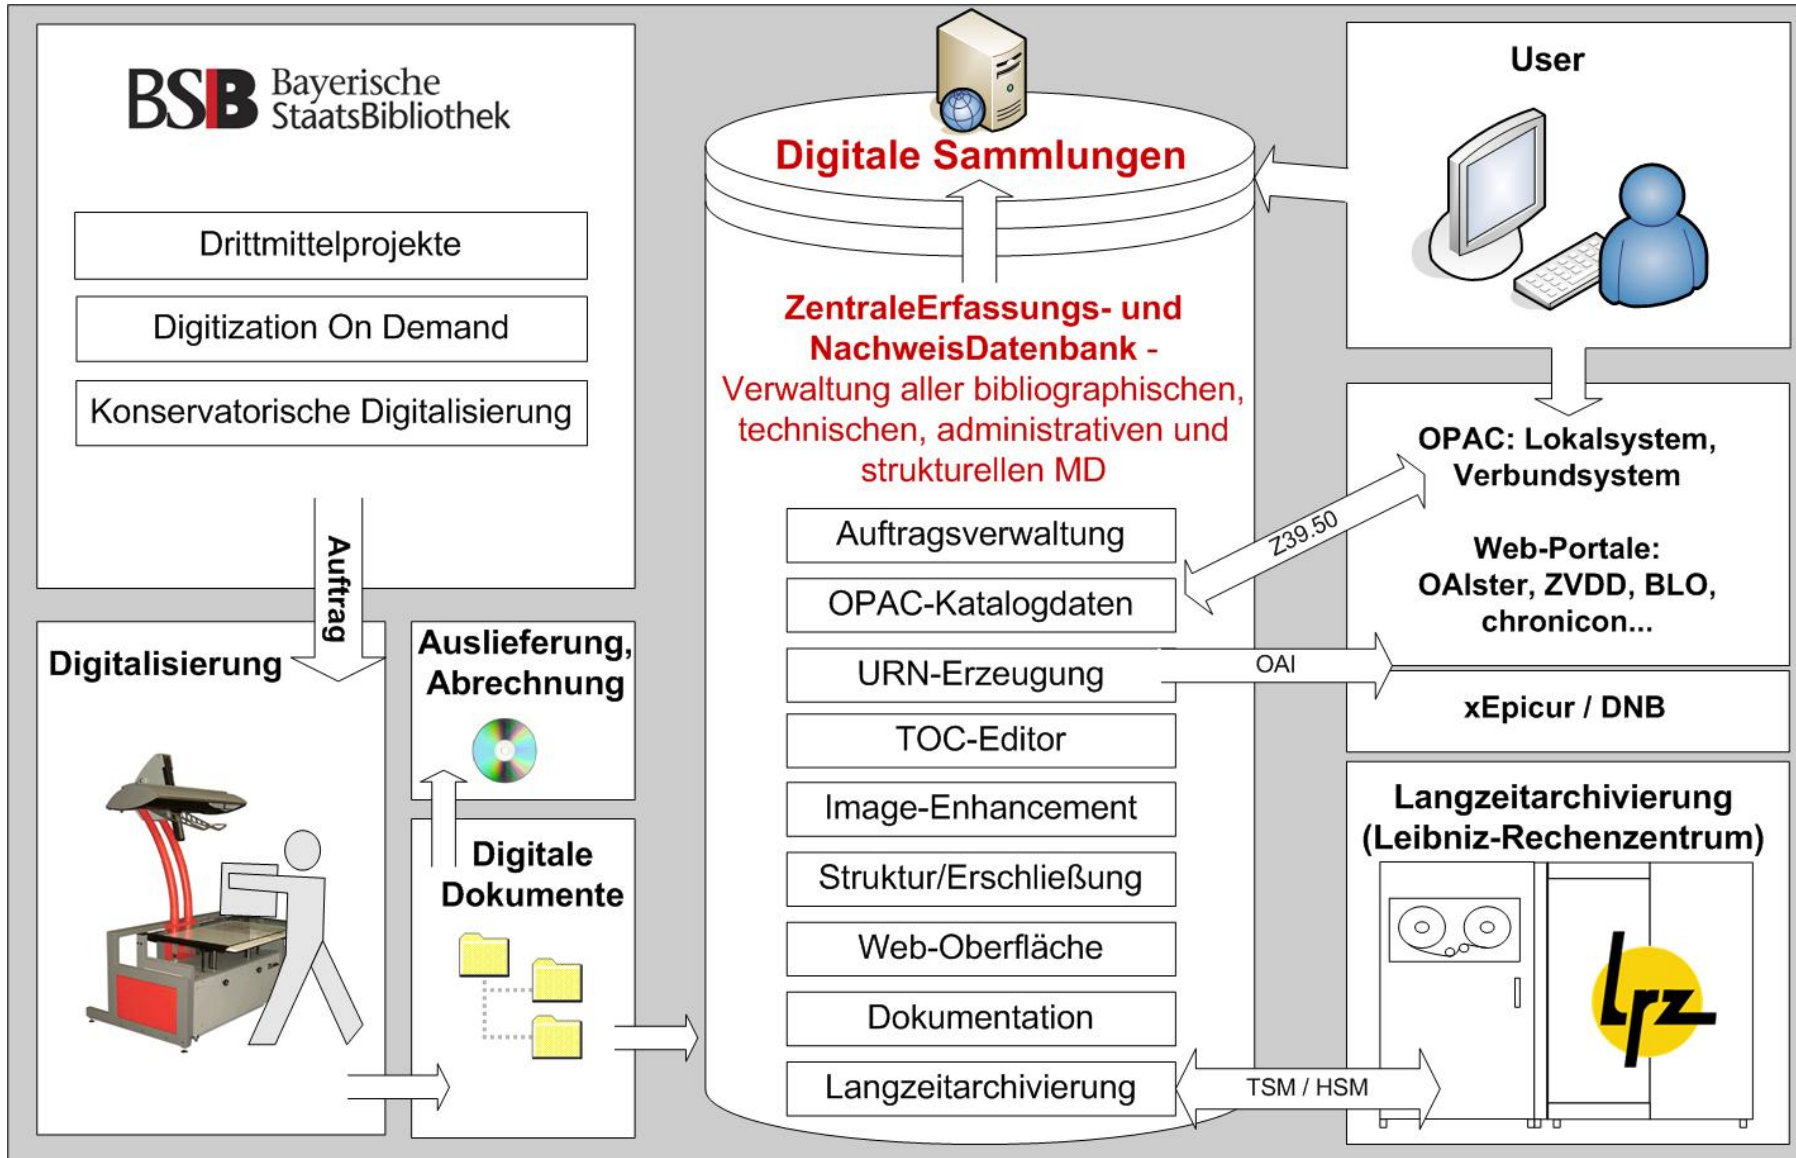 BSB Bayerische
StaatsBibliothek
Drittmittelprojekte
Digitization On Demand
Konservatorische Digitalisierung
Auftrag
Digitalisierung
Auslieferung,
Abrechnung
Digitale
Dokumente
Digitale Sammlungen
ZentraleErfassungs- und
NachweisDatenbank -
Verwaltung aller bibliographischen,
technischen, administrativen und
strukturellen MD
Auftragsverwaltung
OPAC-Katalogdaten
URN-Erzeugung
TOC-Editor
Image-Enhancement
Struktur/Erschließung
Web-Oberfläche
Dokumentation
Langzeitarchivierung
Z39.50
OAI
TSM / HSM
User
OPAC: Lokalsystem,
Verbundsystem
Web-Portale:
OAIster, ZVDD, BLO,
chronicon...
xEpicur / DNB
Langzeitarchivierung
(Leibniz-Rechenzentrum)
lrz